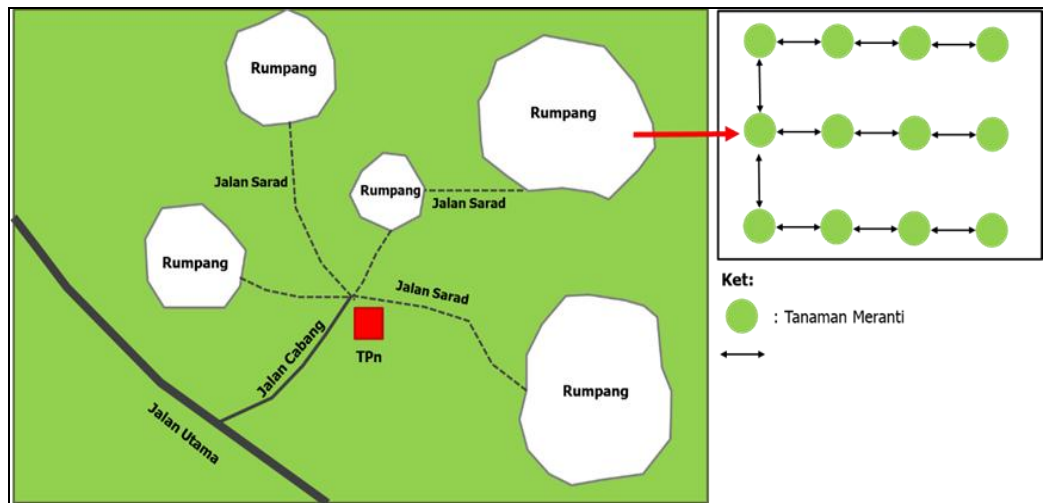 Rumpang
Rumpang
Jalan Sarad
Rumpang
Jalan Sarad
Rumpang
Jalan Sarad
TPn
Jalan Cabang
Rumpang
Jalan Utama
Ket:
: Tanaman Meranti